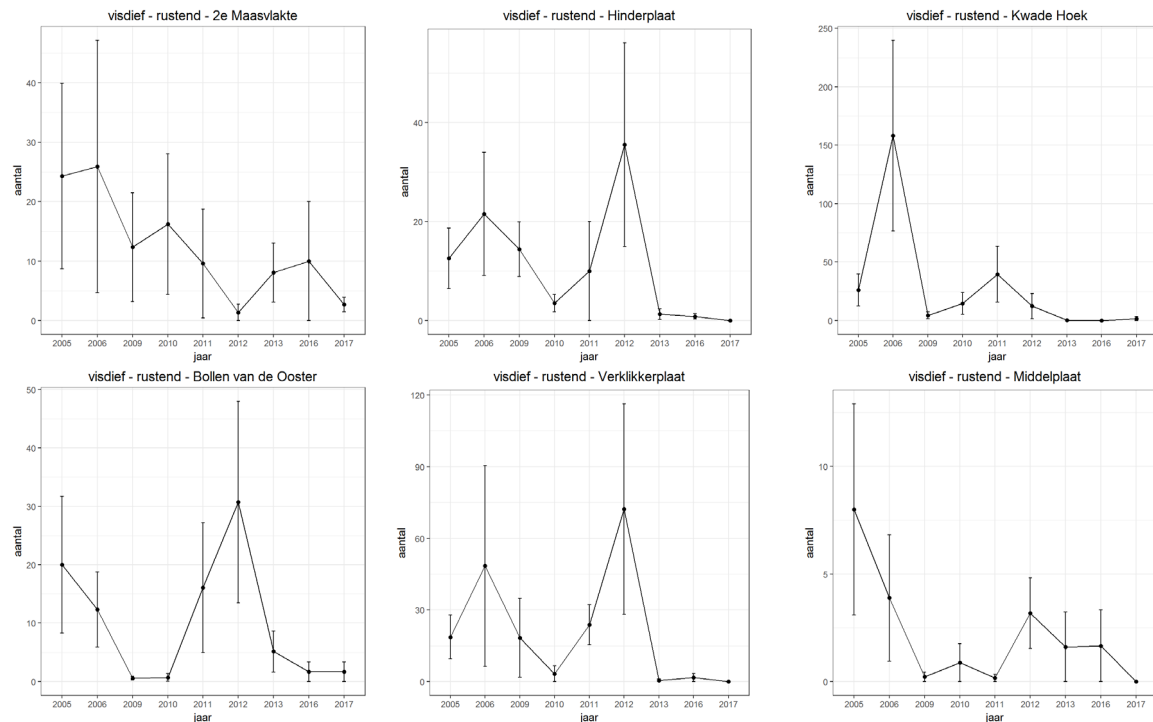 visdief - rustend - 2e Maasvlakte
aantal
40
30
20
10
0
2005 2006 2009 2010 2011 2012 2013 2016 2017
jaar
visdief - rustend - Hinderplaat
aantal
40
20
0
2005 2006 2009 2010 2011 2012 2013 2016 2017
jaar
visdief - rustend - Kwade Hoek
aantal
250
200
150
100
50
0
2005 2006 2009 2010 2011 2012 2013 2016 2017
jaar
visdief - rustend - Bollen van de Ooster
aantal
50
40
30
20
10
0
2005 2006 2009 2010 2011 2012 2013 2016 2017
jaar
visdief - rustend - Verklikkerplaat
aantal
120
90
60
30
0
2005 2006 2009 2010 2011 2012 2013 2016 2017
jaar
visdief - rustend - Middelplaat
aantal
10
5
0
2005 2006 2009 2010 2011 2012 2013 2016 2017
jaar